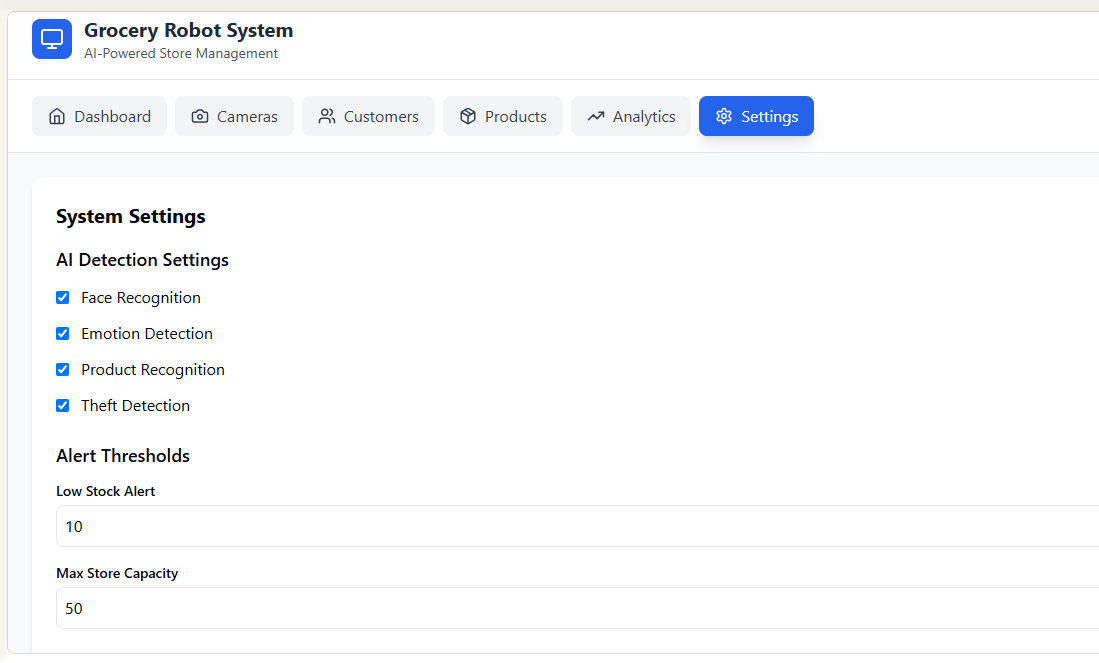 Grocery Robot System
AI-Powered Store Management
Dashboard Cameras Customers Products Analytics Settings
System Settings
AI Detection Settings
Face Recognition
Emotion Detection
Product Recognition
Theft Detection
Alert Thresholds
Low Stock Alert
10
Max Store Capacity
50